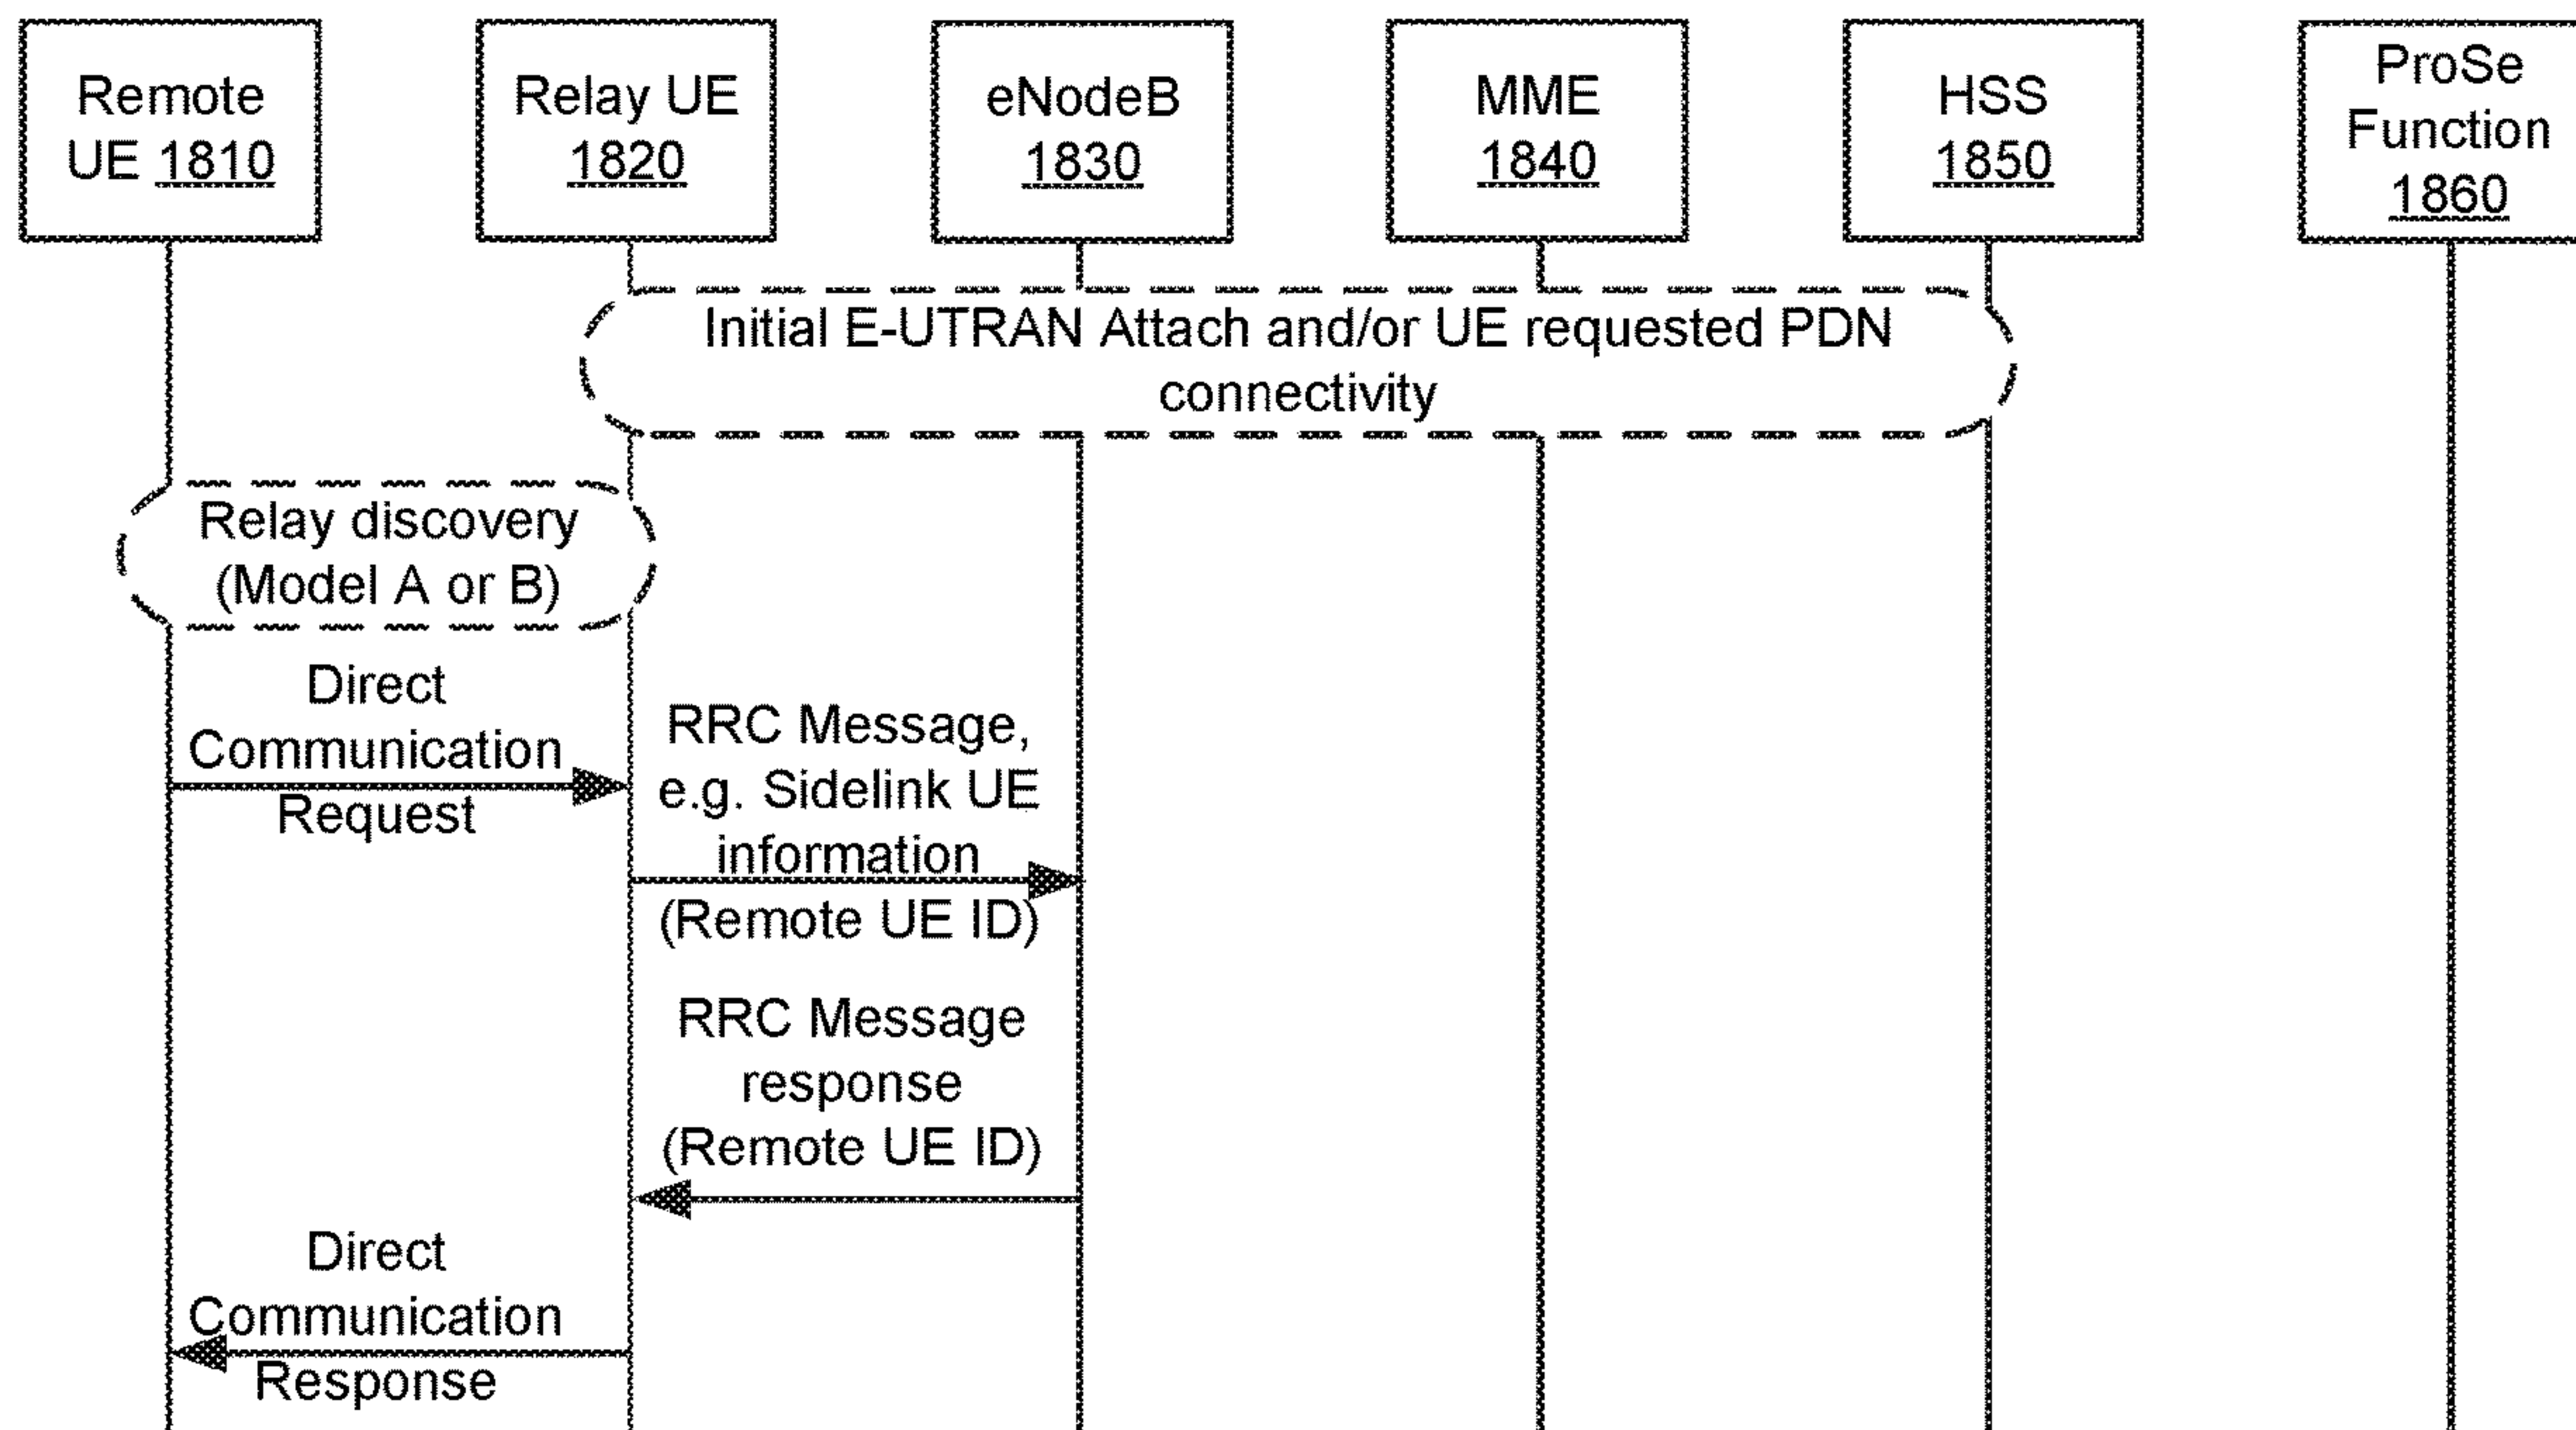 Remote
UE 1810
Relay UE
1820
eNodeB
1830
MME
1840
HSS
1850
ProSe
Function
1860
Initial E-UTRAN Attach and/or UE requested PDN
connectivity
Relay discovery
(Model A or B)
Direct
Communication
Request
RRC Message,
e.g. Sidelink UE
information
(Remote UE ID)
RRC Message
response
(Remote UE ID)
Direct
Communication
Response